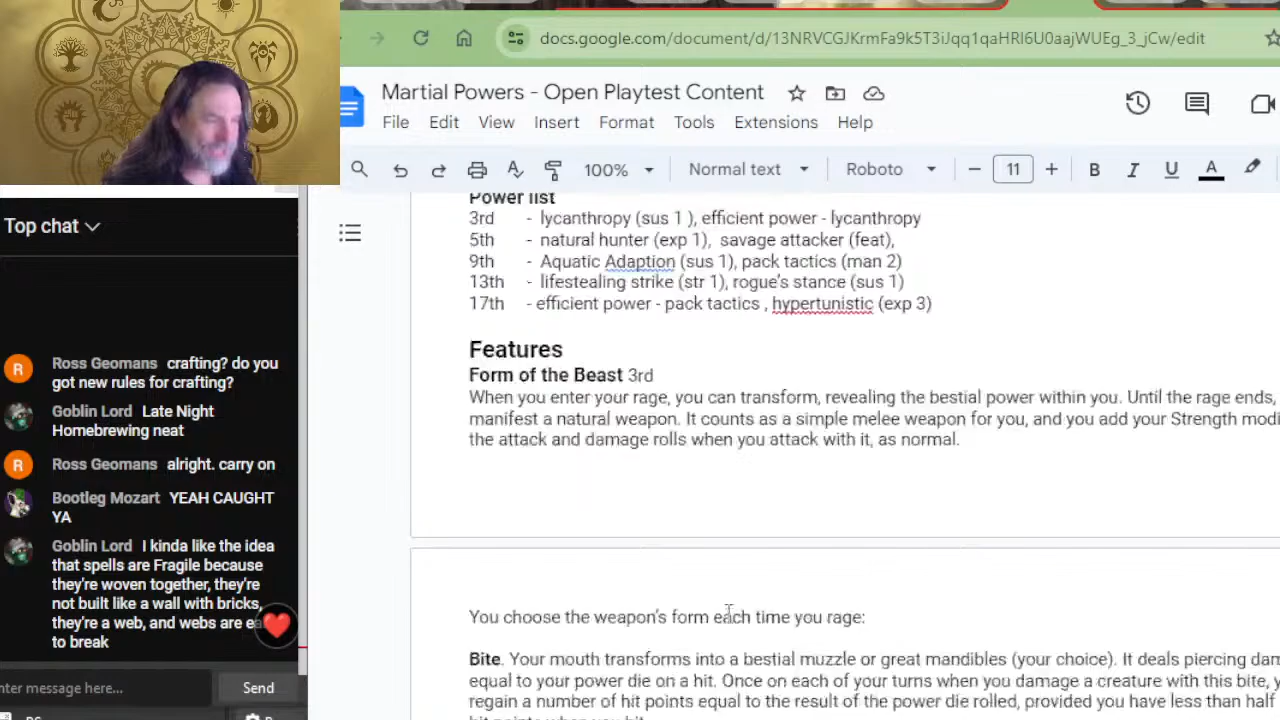 docs.google.com/document/d/13NRVCGJKrmFa9k5T3iJqq1qaHRl6U0aajWUEg_3_jCw/edit
Martial Powers - Open Playtest Content
File Edit View Insert Format Tools Extensions Help
100% Normal text Roboto 11 B I U A
Top chat
Ross Geomans crafting? do you
got new rules for crafting?
Goblin Lord Late Night
Homebrewing neat
Ross Geomans alright. carry on
Bootleg Mozart YEAH CAUGHT
YA
Goblin Lord I kinda like the idea
that spells are Fragile because
they're woven together, they're
not built like a wall with bricks,
they're a web, and webs are ea
to break
nter message here...
Send
Power list
3rd - lycanthropy (sus 1 ), efficient power - lycanthropy
5th - natural hunter (exp 1), savage attacker (feat),
9th - Aquatic Adaption (sus 1), pack tactics (man 2)
13th - lifestealing strike (str 1), rogue's stance (sus 1)
17th - efficient power - pack tactics , hypertunistic (exp 3)
Features
Form of the Beast 3rd
When you enter your rage, you can transform, revealing the bestial power within you. Until the rage ends,
manifest a natural weapon. It counts as a simple melee weapon for you, and you add your Strength modi
the attack and damage rolls when you attack with it, as normal.
You choose the weapon's form each time you rage:
Bite. Your mouth transforms into a bestial muzzle or great mandibles (your choice). It deals piercing dam
equal to your power die on a hit. Once on each of your turns when you damage a creature with this bite, y
regain a number of hit points equal to the result of the power die rolled, provided you have less than half
hit points when you hit.